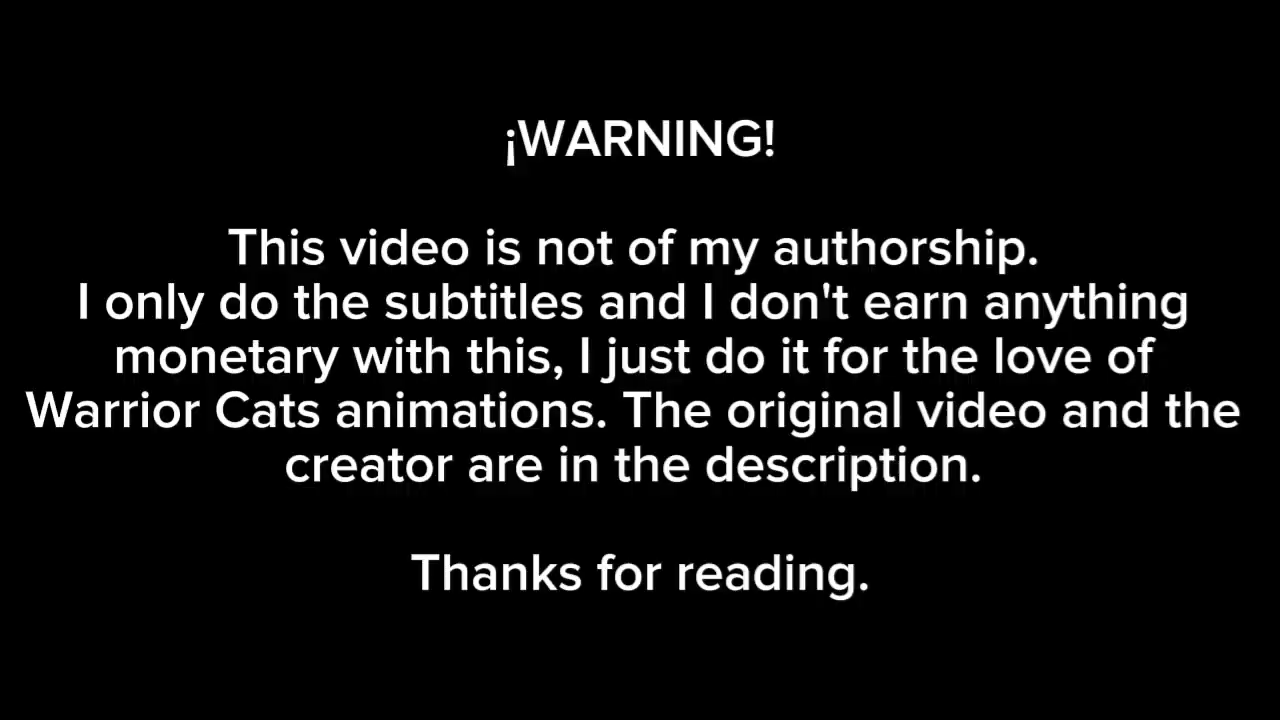 ¡WARNING!
This video is not of my authorship.
I only do the subtitles and I don't earn anything
monetary with this, I just do it for the love of
Warrior Cats animations. The original video and the
creator are in the description.
Thanks for reading.